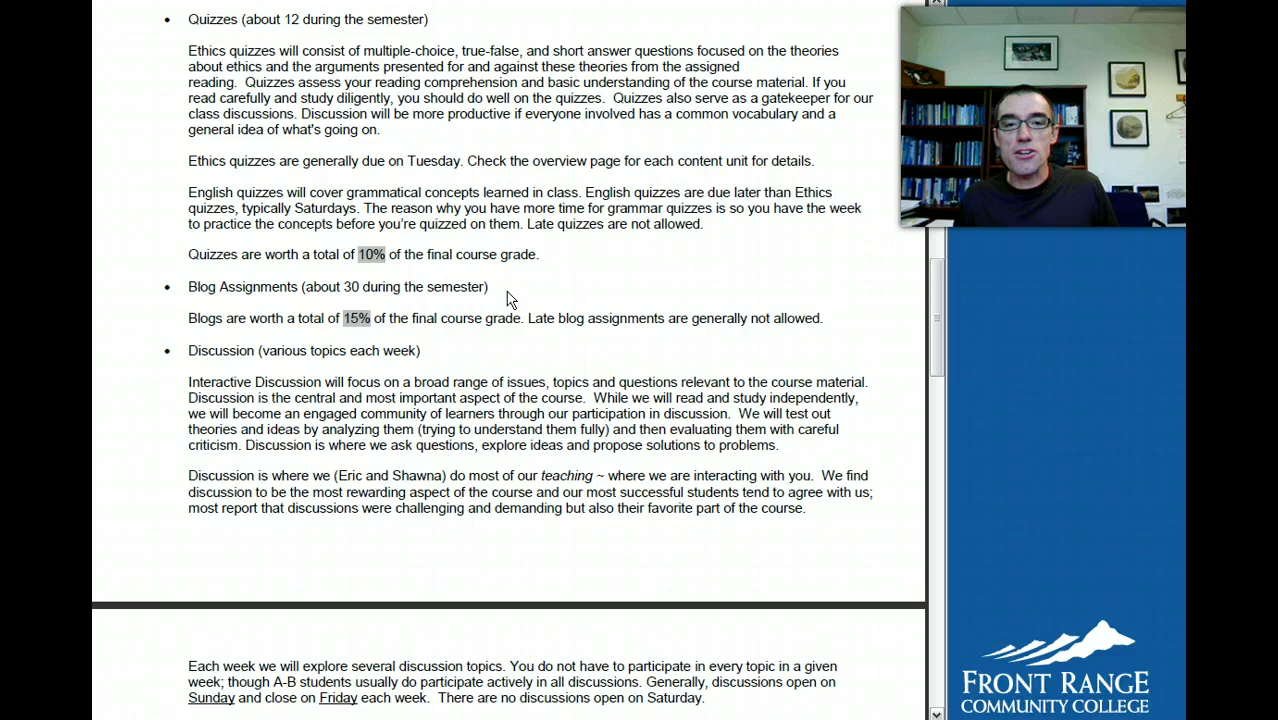 • Quizzes (about 12 during the semester)
Ethics quizzes will consist of multiple-choice, true-false, and short answer questions focused on the theories
about ethics and the arguments presented for and against these theories from the assigned
reading.  Quizzes assess your reading comprehension and basic understanding of the course material. If you
read carefully and study diligently, you should do well on the quizzes.  Quizzes also serve as a gatekeeper for our
class discussions. Discussion will be more productive if everyone involved has a common vocabulary and a
general idea of what's going on.
Ethics quizzes are generally due on Tuesday. Check the overview page for each content unit for details.
English quizzes will cover grammatical concepts learned in class. English quizzes are due later than Ethics
quizzes, typically Saturdays. The reason why you have more time for grammar quizzes is so you have the week
to practice the concepts before you're quizzed on them. Late quizzes are not allowed.
Quizzes are worth a total of 10% of the final course grade.
• Blog Assignments (about 30 during the semester)
Blogs are worth a total of 15% of the final course grade. Late blog assignments are generally not allowed.
• Discussion (various topics each week)
Interactive Discussion will focus on a broad range of issues, topics and questions relevant to the course material.
Discussion is the central and most important aspect of the course.  While we will read and study independently,
we will become an engaged community of learners through our participation in discussion.  We will test out
theories and ideas by analyzing them (trying to understand them fully) and then evaluating them with careful
criticism. Discussion is where we ask questions, explore ideas and propose solutions to problems.
Discussion is where we (Eric and Shawna) do most of our teaching ~ where we are interacting with you.  We find
discussion to be the most rewarding aspect of the course and our most successful students tend to agree with us;
most report that discussions were challenging and demanding but also their favorite part of the course.
Each week we will explore several discussion topics. You do not have to participate in every topic in a given
week; though A-B students usually do participate actively in all discussions. Generally, discussions open on
Sunday and close on Friday each week.  There are no discussions open on Saturday.
FRONT RANGE
COMMUNITY COLLEGE